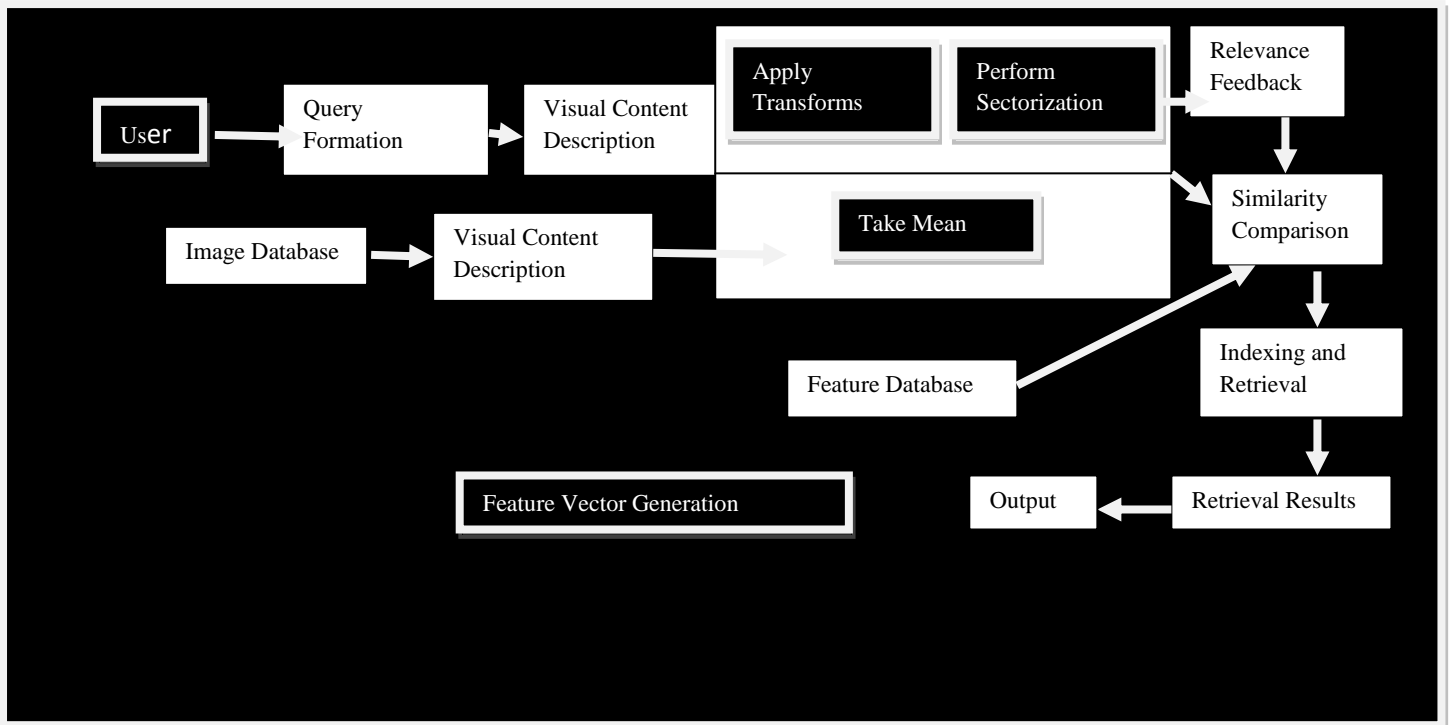 User
Query
Formation
Visual Content
Description
Apply
Transforms
Perform
Sectorization
Relevance
Feedback
Image Database
Visual Content
Description
Take Mean
Similarity
Comparison
Feature Database
Indexing and
Retrieval
Feature Vector Generation
Output
Retrieval Results